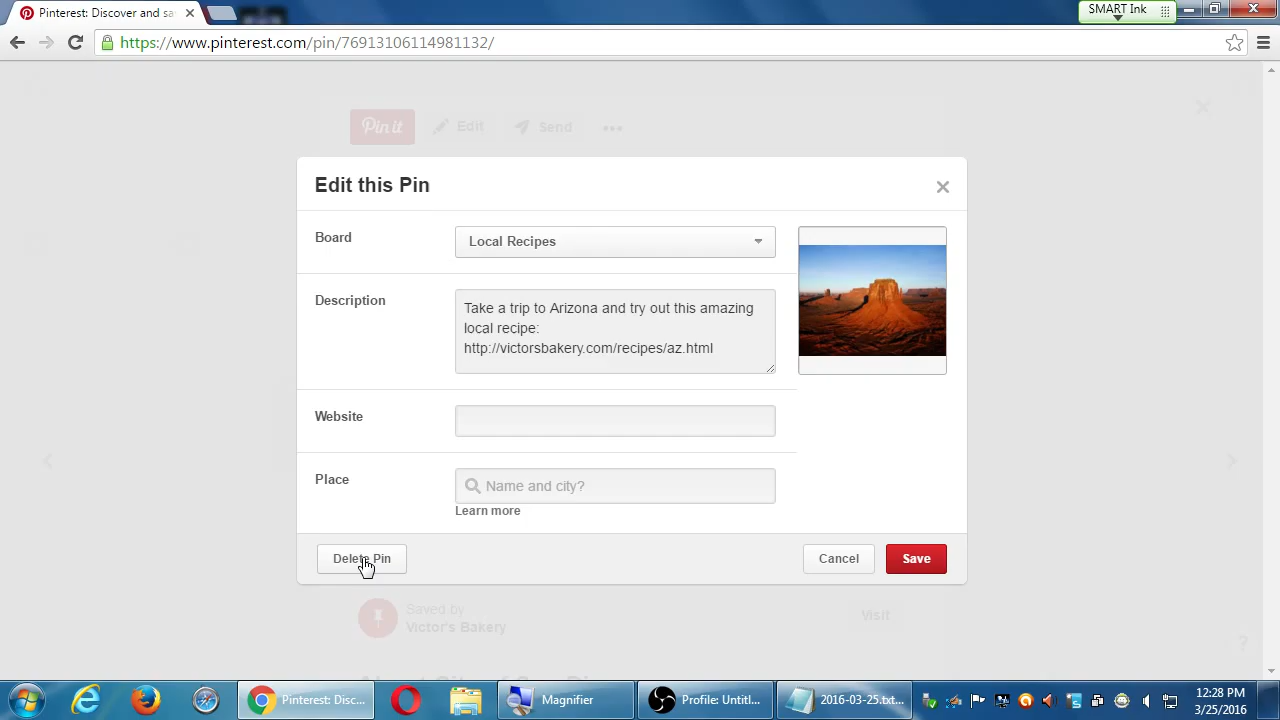 Pinterest: Discover and sa
SMART Ink
https://www.pinterest.com/pin/76913106114981132/
Pin it
Edit
Send
Edit this Pin
Board
Local Recipes
Description
Take a trip to Arizona and try out this amazing
local recipe:
http://victorsbakery.com/recipes/az.html
Website
Place
Name and city?
Learn more
Delete Pin
Cancel
Save
Saved by
Victor's Bakery
Visit
?
Pinterest: Disc...
Magnifier
Profile: Untitl...
2016-03-25.txt...
12:28 PM
3/25/2016